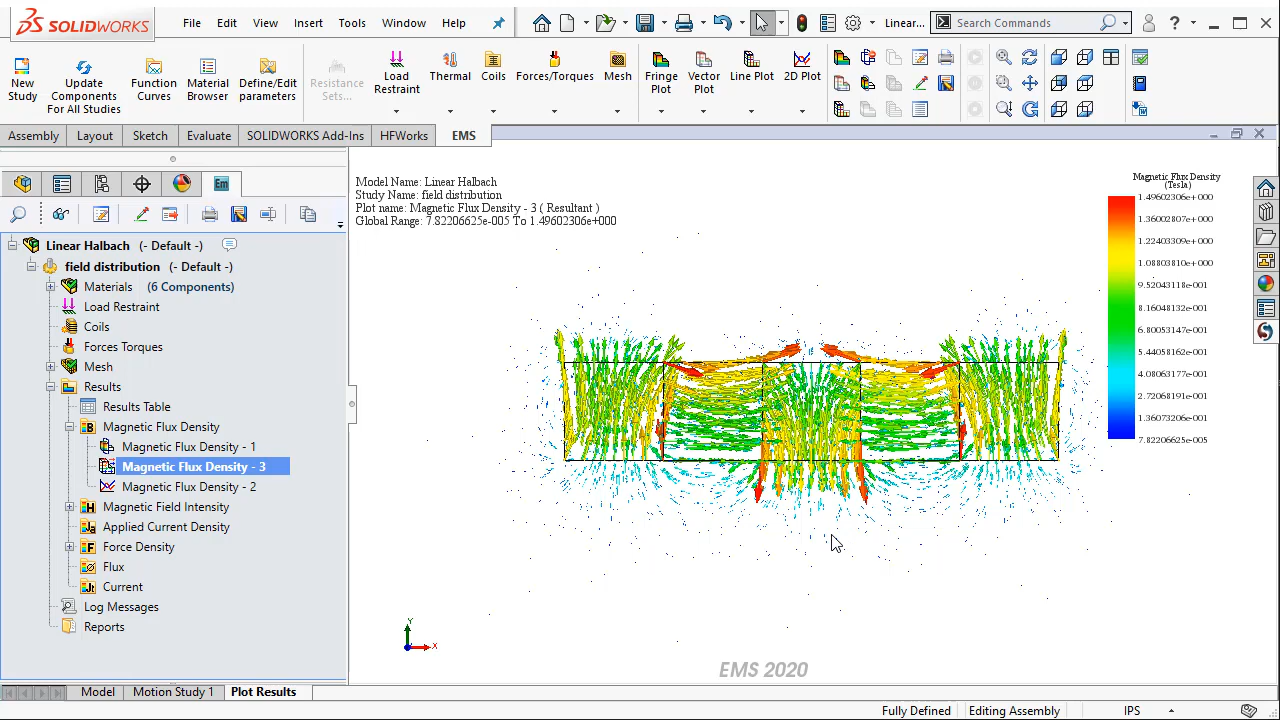 SOLIDWORKS
File Edit View Insert Tools Window Help
Linear... Search Commands
New Study
Update Components For All Studies
Function Curves
Material Browser
Define/Edit parameters
Resistance Sets...
Load Restraint
Thermal
Coils
Forces/Torques
Mesh
Fringe Plot
Vector Plot
Line Plot
2D Plot
Assembly Layout Sketch Evaluate SOLIDWORKS Add-Ins HFWorks EMS
Linear Halbach (- Default -)
field distribution (- Default -)
Materials (6 Components)
Load Restraint
Coils
Forces Torques
Mesh
Results
Results Table
Magnetic Flux Density
Magnetic Flux Density - 1
Magnetic Flux Density - 3
Magnetic Flux Density - 2
Magnetic Field Intensity
Applied Current Density
Force Density
Flux
Current
Log Messages
Reports
Model Name: Linear Halbach
Study Name: field distribution
Plot name: Magnetic Flux Density - 3 ( Resultant )
Global Range: 7.82206625e-005 To 1.49602306e+000
Magnetic Flux Density
(Tesla)
1.49602306e+000
1.36002807e+000
1.22403309e+000
1.08803810e+000
9.52043118e-001
8.16048132e-001
6.80053147e-001
5.44058162e-001
4.08063176e-001
2.72068191e-001
1.36073206e-001
7.82206625e-005
Y
X
EMS 2020
Model Motion Study 1 Plot Results
Fully Defined Editing Assembly IPS